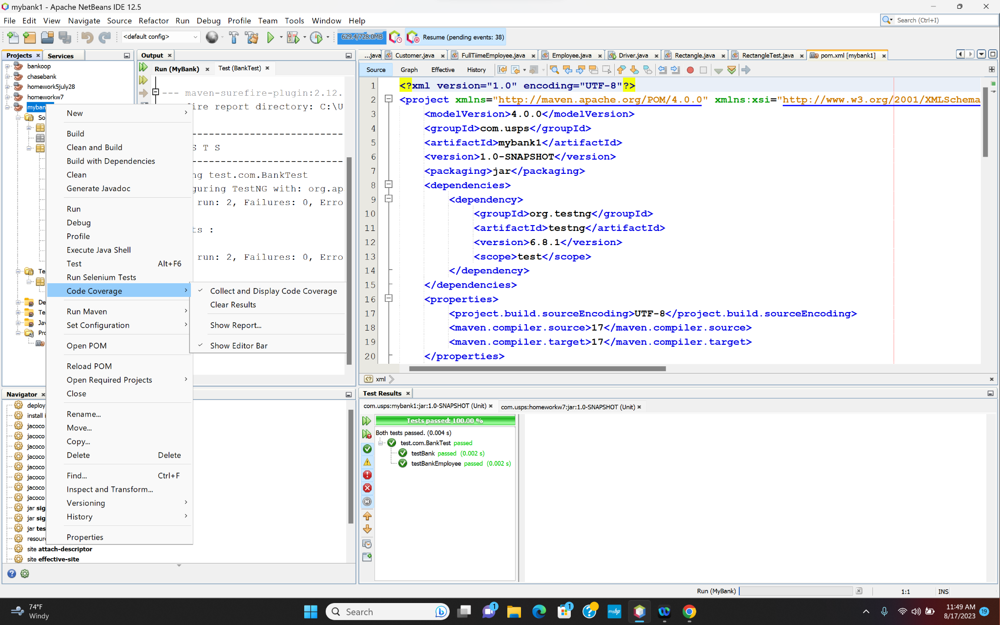 mybank1 - Apache NetBeans IDE 12.5
File Edit View Navigate Source Refactor Run Debug Profile Team Tools Window Help
Search (Ctrl+I)
<default config>
629.4/728.0MB
Resume (pending events: 38)
Projects
Services
bankoop
chasebank
homework5july28
homeworkw7
myban
So
Te
De
Te
Jav
Pro
New
Build
Clean and Build
Build with Dependencies
Clean
Generate Javadoc
Run
Debug
Profile
Execute Java Shell
Test Alt+F6
Run Selenium Tests
Code Coverage
Run Maven
Set Configuration
Open POM
Reload POM
Open Required Projects
Close
Rename...
Move...
Copy...
Delete Delete
Find... Ctrl+F
Inspect and Transform...
Versioning
History
Properties
Collect and Display Code Coverage
Clear Results
Show Report...
Show Editor Bar
Output
Run (MyBank)
Test (BankTest)
--- maven-surefire-plugin:2.12.
ire report directory: C:\U
-------------------------
S T S
-------------------------
ng test.com.BankTest
guring TestNG with: org.ap
run: 2, Failures: 0, Erro
ts :
run: 2, Failures: 0, Erro
...java
Customer.java
FullTiimeEmployee.java
Employee.java
Driver.java
Rectangle.java
RectangleTest.java
pom.xml [mybank1]
Source Graph Effective History
1 <?xml version="1.0" encoding="UTF-8"?>
2 <project xmlns="http://maven.apache.org/POM/4.0.0" xmlns:xsi="http://www.w3.org/2001/XMLSchema
3 <modelVersion>4.0.0</modelVersion>
4 <groupId>com.usps</groupId>
5 <artifactId>mybank1</artifactId>
6 <version>1.0-SNAPSHOT</version>
7 <packaging>jar</packaging>
8 <dependencies>
9 <dependency>
10 <groupId>org.testng</groupId>
11 <artifactId>testng</artifactId>
12 <version>6.8.1</version>
13 <scope>test</scope>
14 </dependency>
15 </dependencies>
16 <properties>
17 <project.build.sourceEncoding>UTF-8</project.build.sourceEncoding>
18 <maven.compiler.source>17</maven.compiler.source>
19 <maven.compiler.target>17</maven.compiler.target>
20 </properties>
xml
Navigator
deploy
install i
jacoco
jacoco
jacoco
jacoco
jacoco
jacoco
jacoco
jacoco
jar sig
jar sig
jar tes
resour
site attach-descriptor
site effective-site
Test Results
com.usps:mybank1:jar:1.0-SNAPSHOT (Unit)
com.usps:homeworkw7:jar:1.0-SNAPSHOT (Unit)
Tests passed: 100.00 %
Both tests passed. (0.004 s)
test.com.BankTest passed
testBank passed (0.002 s)
testBankEmployee passed (0.002 s)
Run (MyBank)
1:1
INS
74°F
Windy
Search
1
1
myhp
11:49 AM
8/17/2023
19